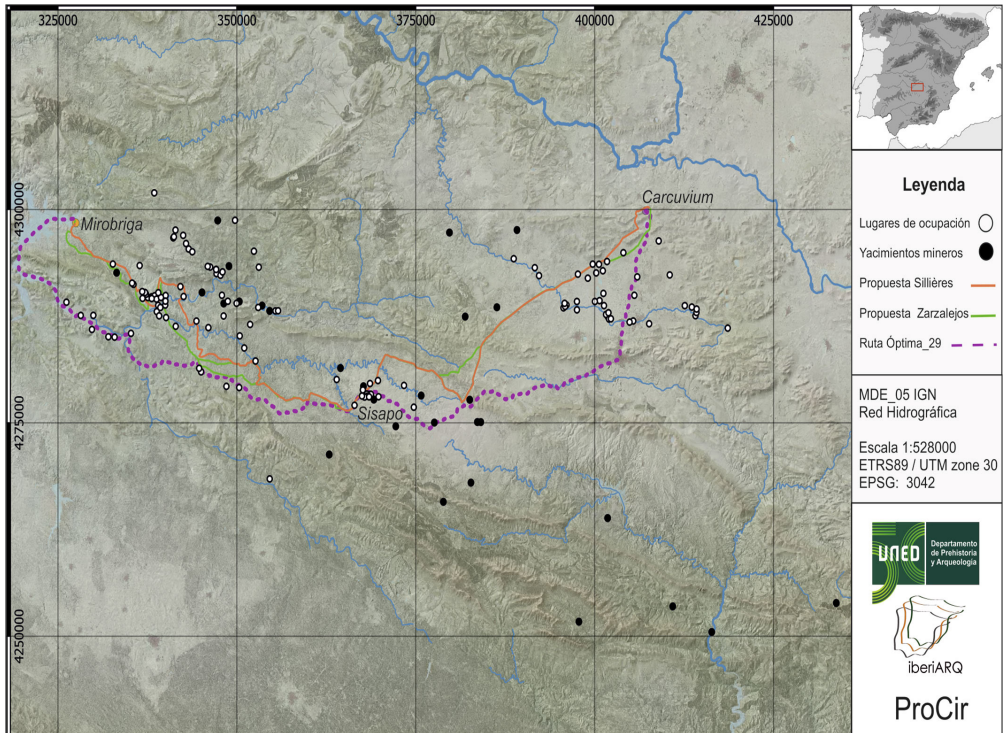 325000 350000 375000 400000 425000
4300000
4275000
4250000
Mirobriga
Carcuvium
Sisapo
Leyenda
Lugares de ocupación
Yacimientos mineros
Propuesta Sillières
Propuesta Zarzalejos
Ruta Óptima_29
MDE_05 IGN
Red Hidrográfica
Escala 1:528000
ETRS89 / UTM zone 30
EPSG: 3042
UNED
Departamento
de Prehistoria
y Arqueología
iberiARQ
ProCir